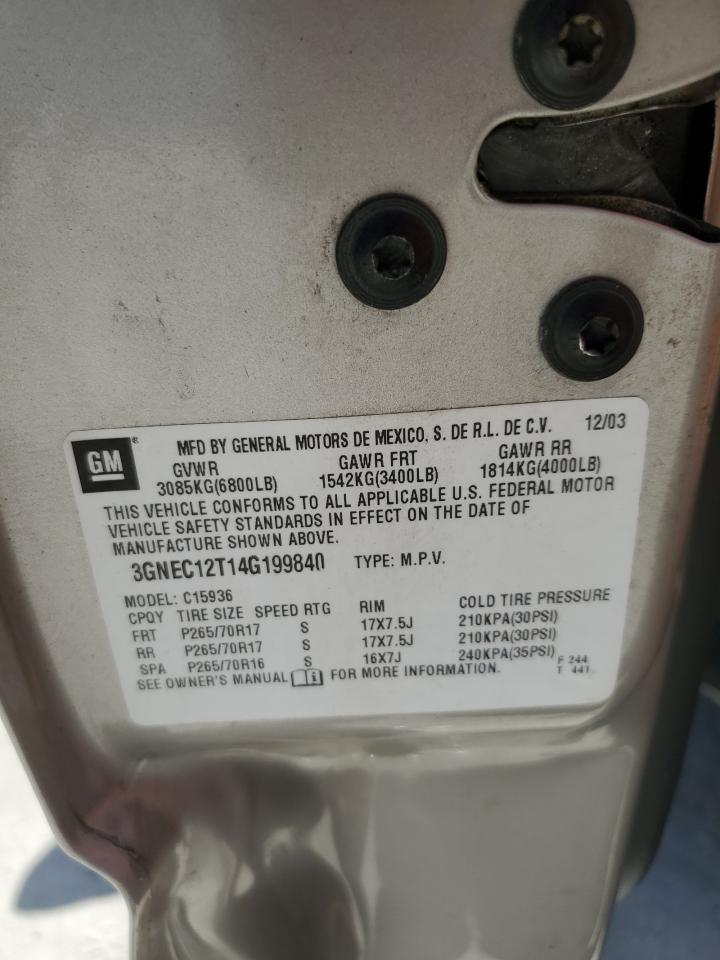 GM® MFD BY GENERAL MOTORS DE MEXICO, S. DE R.L. DE C.V. 12/03
GVWR GAWR FRT GAWR RR
3085KG(6800LB) 1542KG(3400LB) 1814KG(4000LB)
THIS VEHICLE CONFORMS TO ALL APPLICABLE U.S. FEDERAL MOTOR
VEHICLE SAFETY STANDARDS IN EFFECT ON THE DATE OF
MANUFACTURE SHOWN ABOVE.
3GNEC12T14G199840 TYPE: M.P.V.
MODEL: C15936
CPQY TIRE SIZE SPEED RTG RIM COLD TIRE PRESSURE
FRT P265/70R17 S 17X7.5J 210KPA(30PSI)
RR P265/70R17 S 17X7.5J 210KPA(30PSI)
SPA P265/70R16 S 16X7J 240KPA(35PSI) F 244
SEE OWNER'S MANUAL i FOR MORE INFORMATION. T 441